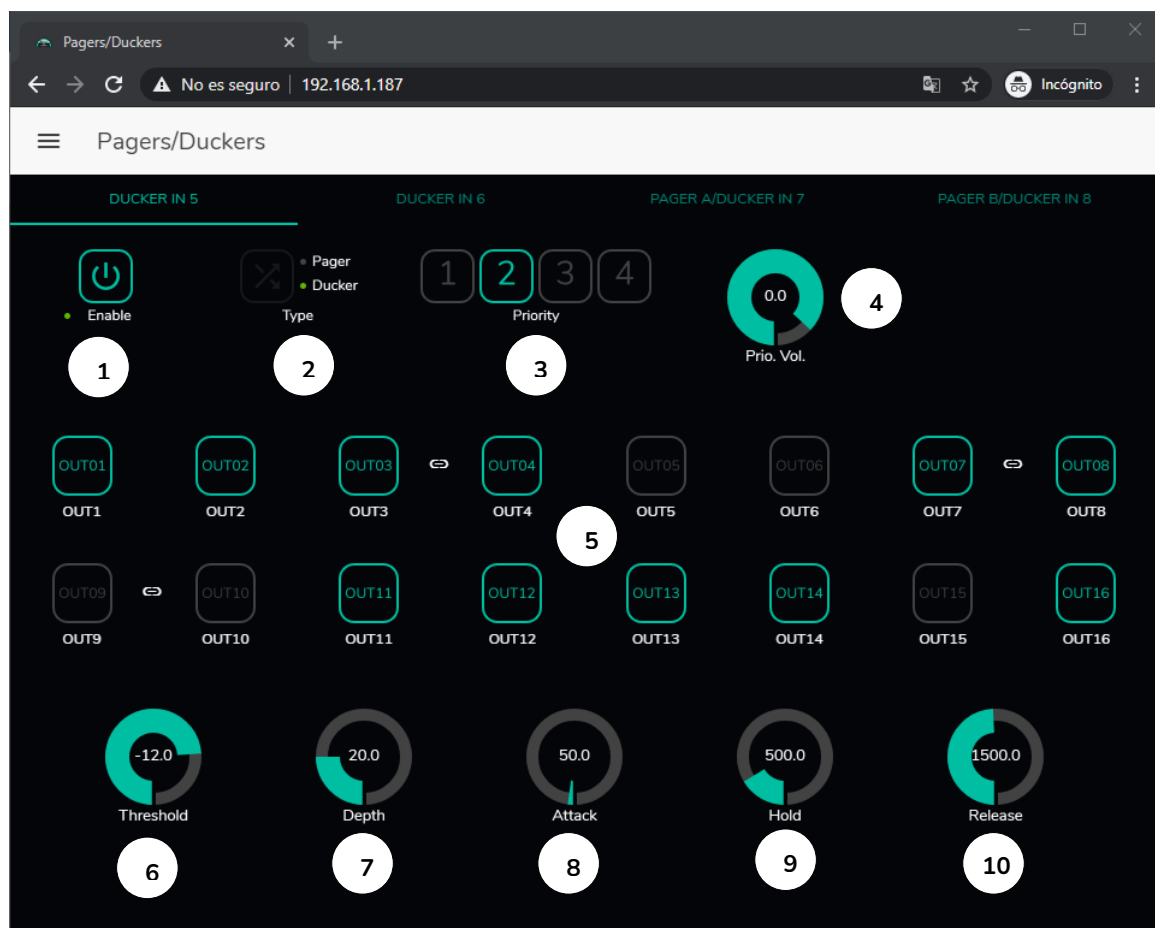 Pagers/Duckers
No es seguro | 192.168.1.187
Incógnito
Pagers/Duckers
DUCKER IN 5 DUCKER IN 6 PAGER A/DUCKER IN 7 PAGER B/DUCKER IN 8
Pager
Ducker
1 2 3 4
0.0
Enable Type Priority
Prio. Vol.
1 2 3 4
OUT01 OUT02 OUT03 OUT04 OUT05 OUT06 OUT07 OUT08
OUT1 OUT2 OUT3 OUT4 OUT5 OUT6 OUT7 OUT8
5
OUT09 OUT10 OUT11 OUT12 OUT13 OUT14 OUT15 OUT16
OUT9 OUT10 OUT11 OUT12 OUT13 OUT14 OUT15 OUT16
-12.0 20.0 50.0 500.0 1500.0
Threshold Depth Attack Hold Release
6 7 8 9 10